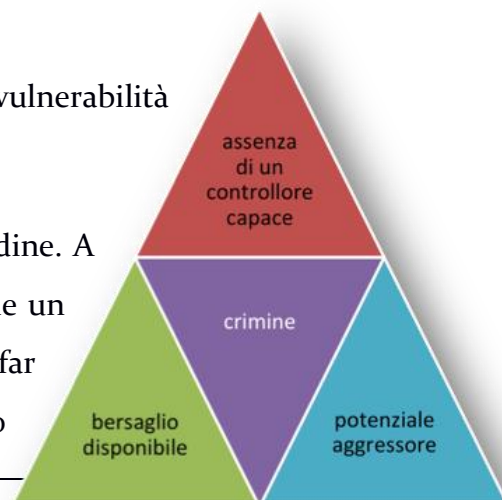 vulnerabilità
dine. A
e un
far
o
assenza
di un
controllore
capace
crimine
bersaglio
disponibile
potenziale
aggressore